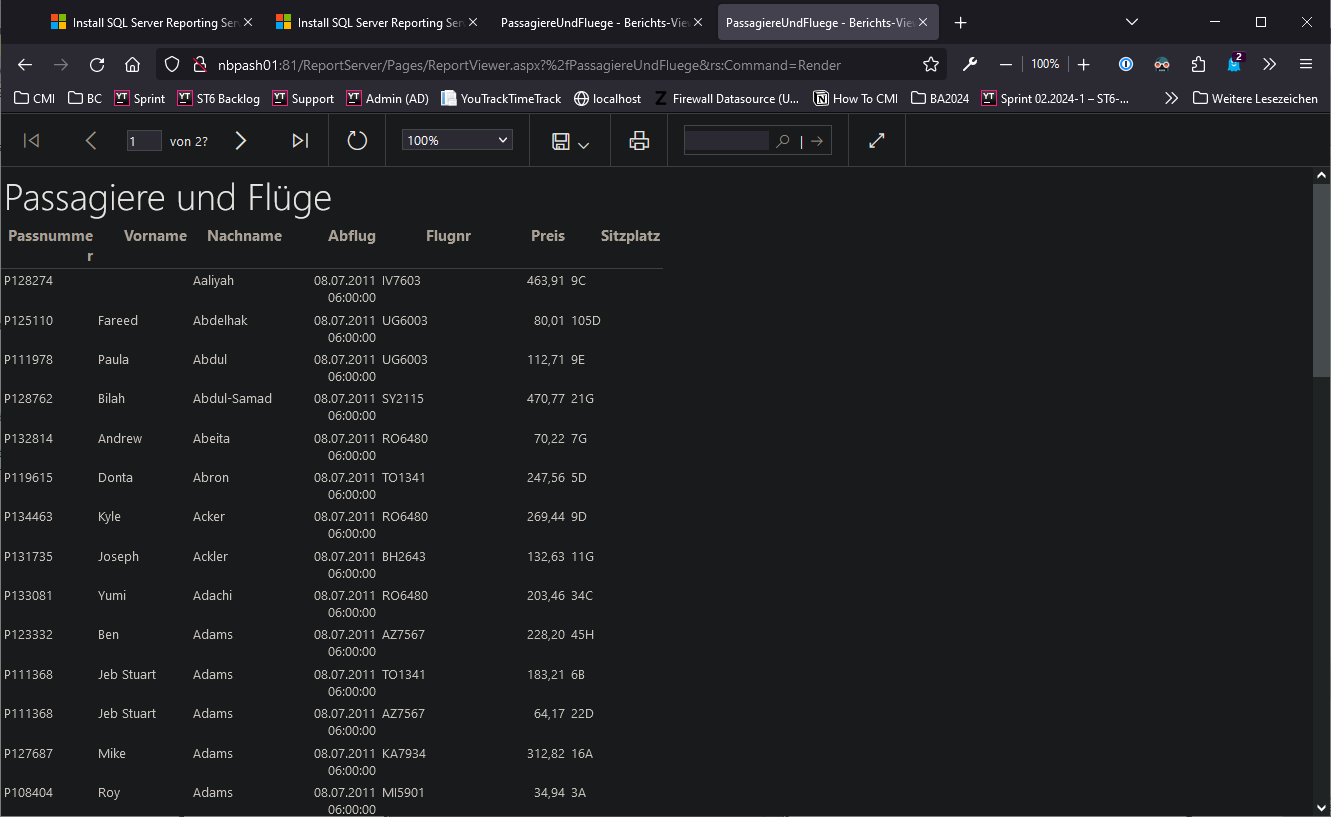 Install SQL Server Reporting Ser
Install SQL Server Reporting Ser
PassagiereUndFluege - Berichts-View
PassagiereUndFluege - Berichts-View
nbpash01:81/ReportServer/Pages/ReportViewer.aspx?%2fPassagiereUndFluege&rs:Command=Render
100%
2
CMI
BC
YT Sprint
YT ST6 Backlog
YT Support
YT Admin (AD)
YouTrackTimeTrack
localhost
Z Firewall Datasource (U...
How To CMI
BA2024
YT Sprint 02.2024-1 – ST6-...
Weitere Lesezeichen
1 von 2?
100%
Passagiere und Flüge
Passnumme Vorname Nachname Abflug Flugnr Preis Sitzplatz
r
P128274 Aaliyah 08.07.2011 IV7603 463,91 9C
06:00:00
P125110 Fareed Abdelhak 08.07.2011 UG6003 80,01 105D
06:00:00
P111978 Paula Abdul 08.07.2011 UG6003 112,71 9E
06:00:00
P128762 Bilah Abdul-Samad 08.07.2011 SY2115 470,77 21G
06:00:00
P132814 Andrew Abeita 08.07.2011 RO6480 70,22 7G
06:00:00
P119615 Donta Abron 08.07.2011 TO1341 247,56 5D
06:00:00
P134463 Kyle Acker 08.07.2011 RO6480 269,44 9D
06:00:00
P131735 Joseph Ackler 08.07.2011 BH2643 132,63 11G
06:00:00
P133081 Yumi Adachi 08.07.2011 RO6480 203,46 34C
06:00:00
P123332 Ben Adams 08.07.2011 AZ7567 228,20 45H
06:00:00
P111368 Jeb Stuart Adams 08.07.2011 TO1341 183,21 6B
06:00:00
P111368 Jeb Stuart Adams 08.07.2011 AZ7567 64,17 22D
06:00:00
P127687 Mike Adams 08.07.2011 KA7934 312,82 16A
06:00:00
P108404 Roy Adams 08.07.2011 MI5901 34,94 3A
06:00:00